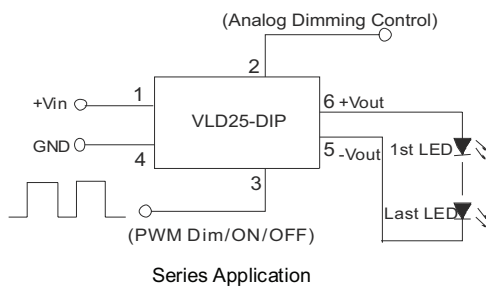 (Analog Dimming Control)
2
1
+Vin
VLD25-DIP
6 +Vout
GND
4
5 -Vout
1st LED
3
Last LED
(PWM Dim/ON/OFF)
Series Application